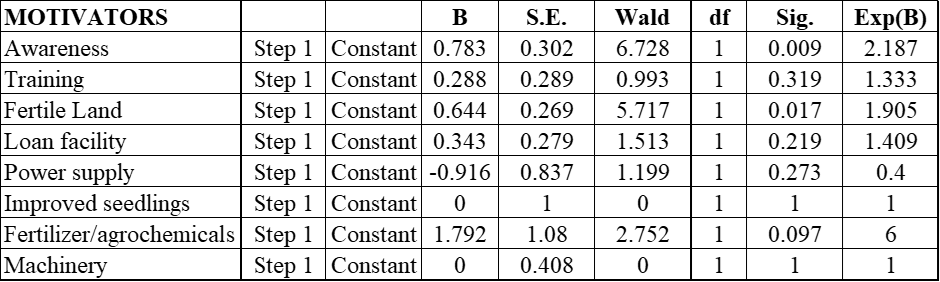 MOTIVATORS B S.E. Wald df Sig. Exp(B)
Awareness Step 1 Constant 0.783 0.302 6.728 1 0.009 2.187
Training Step 1 Constant 0.288 0.289 0.993 1 0.319 1.333
Fertile Land Step 1 Constant 0.644 0.269 5.717 1 0.017 1.905
Loan facility Step 1 Constant 0.343 0.279 1.513 1 0.219 1.409
Power supply Step 1 Constant -0.916 0.837 1.199 1 0.273 0.4
Improved seedlings Step 1 Constant 0 1 0 1 1 1
Fertilizer/agrochemicals Step 1 Constant 1.792 1.08 2.752 1 0.097 6
Machinery Step 1 Constant 0 0.408 0 1 1 1